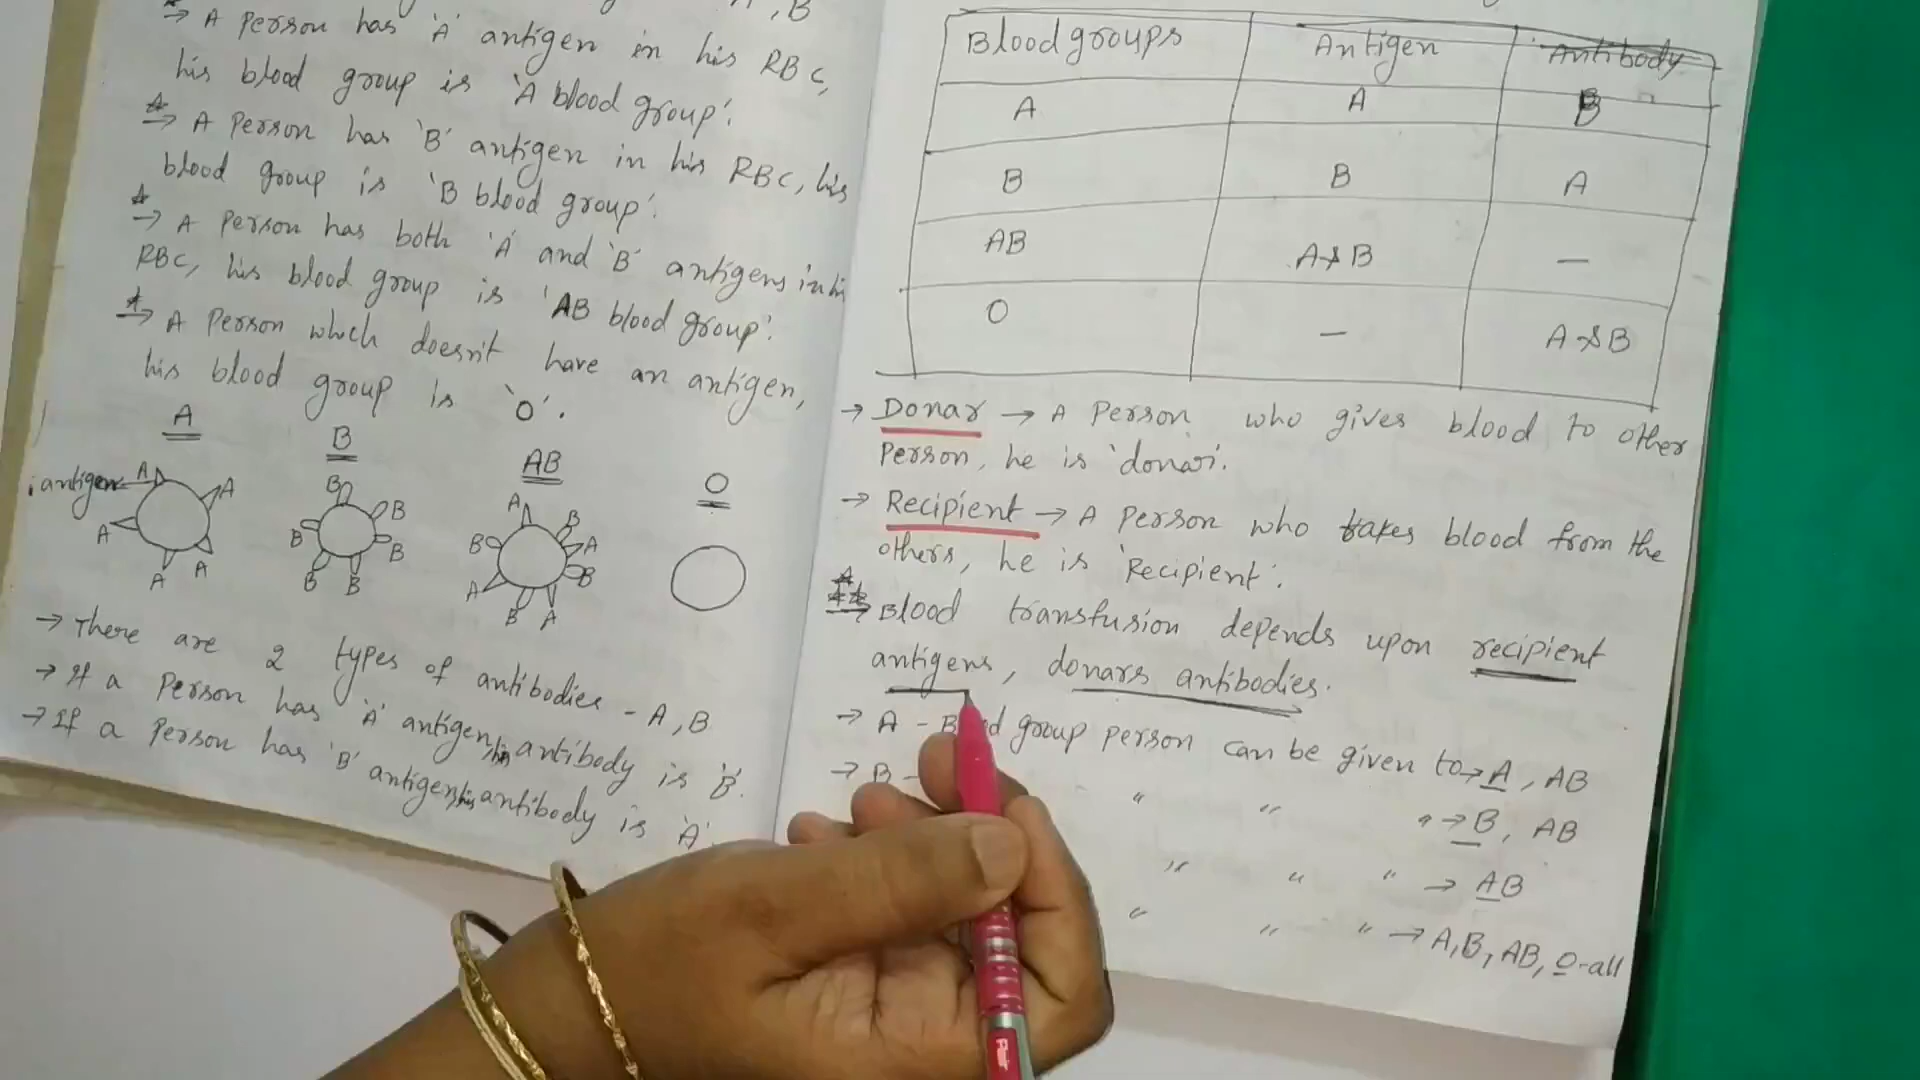 A, B
→ A Person has 'A' antigen in his RBC,
his blood group is 'A blood group'.
→ A Person has 'B' antigen in his RBC, his
blood group is 'B blood group'.
→ A Person has both 'A' and 'B' antigens in hi
RBC, his blood group is 'AB blood group'.
→ A Person which doesn't have an antigen,
his blood group is 'O'.
A B AB O
antigen A A A A A
B B B B B B
A B A B A B A B
→ There are 2 types of antibodies - A, B
→ If a Person has 'A' antigen, his antibody is 'B'.
→ If a Person has 'B' antigen, his antibody is 'A'.
Blood groups Antigen Antibody
A A B
B B A
AB A & B —
O — A & B
→ Donar → A Person who gives blood to other
Person, he is 'donar'.
→ Recipient → A Person who takes blood from the
others, he is 'Recipient'.
→ Blood transfusion depends upon recipient
antigens, donars antibodies.
→ A - Blood group person can be given to → A, AB
→ B - " " " → B, AB
" " " → AB
" " " → A, B, AB, O-all
Flair